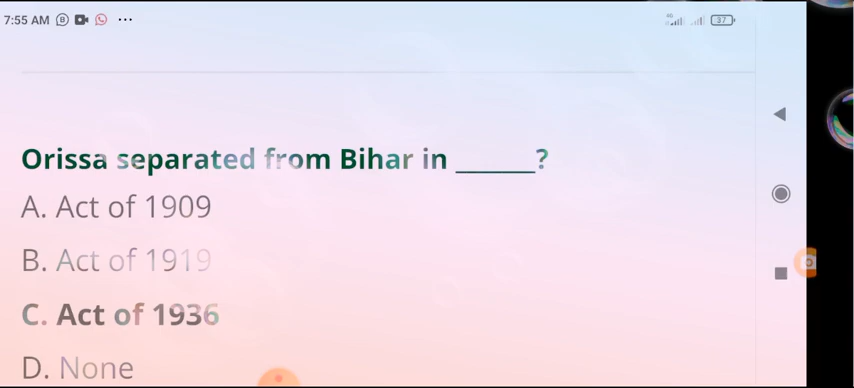 7:55 AM
37
Orissa separated from Bihar in ______?
A. Act of 1909
B. Act of 1919
C. Act of 1936
D. None